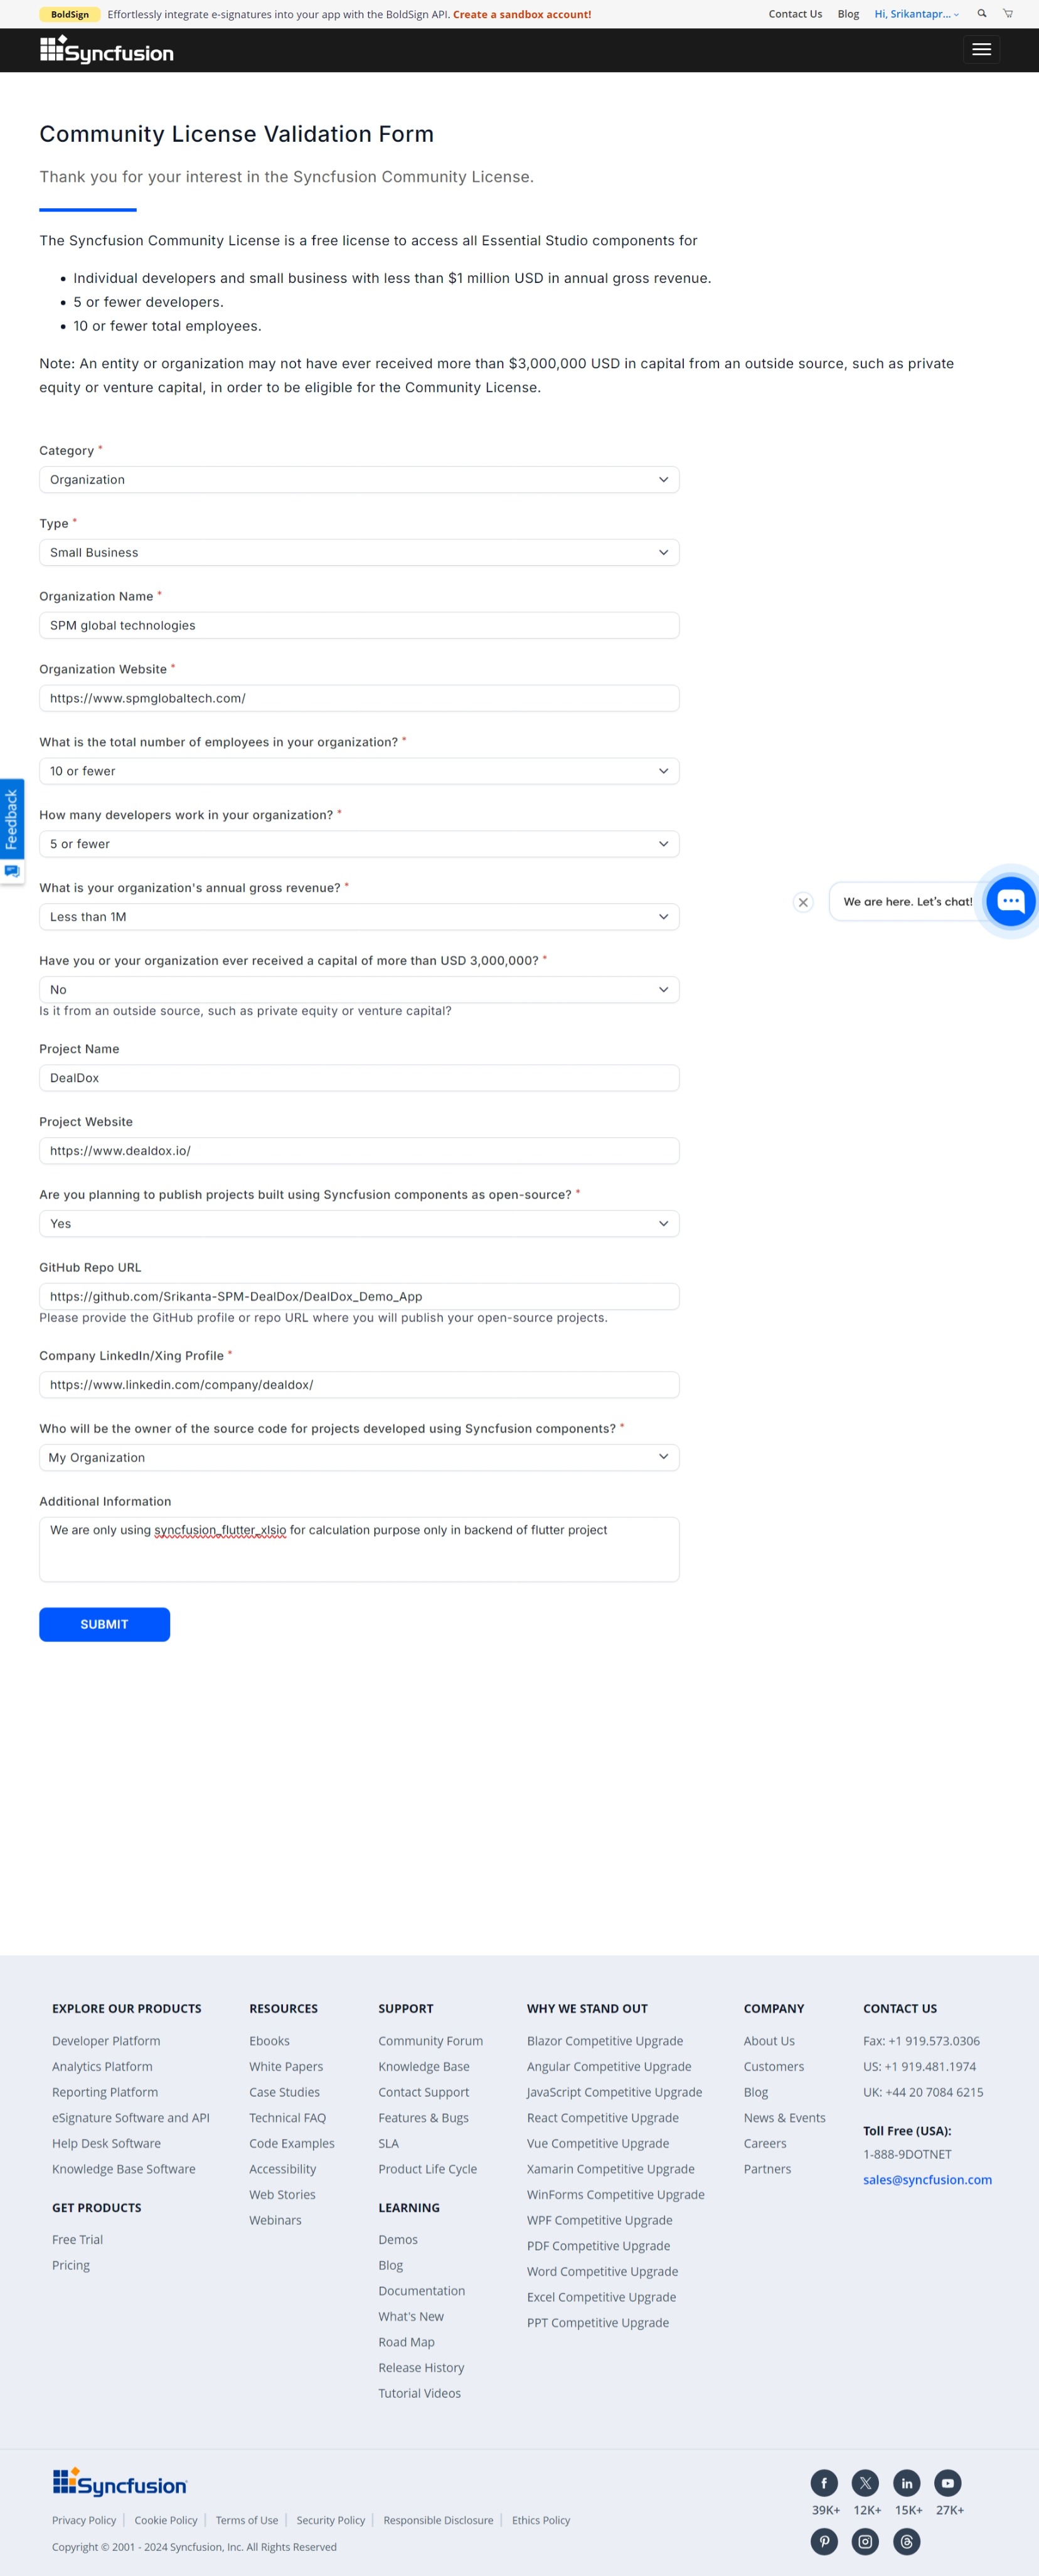 BoldSign Effortlessly integrate e-signatures into your app with the BoldSign API. Create a sandbox account! Contact Us Blog Hi, Srikantapr...
Syncfusion
Community License Validation Form
Thank you for your interest in the Syncfusion Community License.
The Syncfusion Community License is a free license to access all Essential Studio components for
• Individual developers and small business with less than $1 million USD in annual gross revenue.
• 5 or fewer developers.
• 10 or fewer total employees.
Note: An entity or organization may not have ever received more than $3,000,000 USD in capital from an outside source, such as private
equity or venture capital, in order to be eligible for the Community License.
Category *
Organization
Type *
Small Business
Organization Name *
SPM global technologies
Organization Website *
https://www.spmglobaltech.com/
What is the total number of employees in your organization? *
10 or fewer
Feedback
How many developers work in your organization? *
5 or fewer
What is your organization's annual gross revenue? *
We are here. Let's chat!
Less than 1M
Have you or your organization ever received a capital of more than USD 3,000,000? *
No
Is it from an outside source, such as private equity or venture capital?
Project Name
DealDox
Project Website
https://www.dealdox.io/
Are you planning to publish projects built using Syncfusion components as open-source? *
Yes
GitHub Repo URL
https://github.com/Srikanta-SPM-DealDox/DealDox_Demo_App
Please provide the GitHub profile or repo URL where you will publish your open-source projects.
Company LinkedIn/Xing Profile *
https://www.linkedin.com/company/dealdox/
Who will be the owner of the source code for projects developed using Syncfusion components? *
My Organization
Additional Information
We are only using syncfusion_flutter_xlsio for calculation purpose only in backend of flutter project
SUBMIT
EXPLORE OUR PRODUCTS
Developer Platform
Analytics Platform
Reporting Platform
eSignature Software and API
Help Desk Software
Knowledge Base Software
GET PRODUCTS
Free Trial
Pricing
RESOURCES
Ebooks
White Papers
Case Studies
Technical FAQ
Code Examples
Accessibility
Web Stories
Webinars
SUPPORT
Community Forum
Knowledge Base
Contact Support
Features & Bugs
SLA
Product Life Cycle
LEARNING
Demos
Blog
Documentation
What's New
Road Map
Release History
Tutorial Videos
WHY WE STAND OUT
Blazor Competitive Upgrade
Angular Competitive Upgrade
JavaScript Competitive Upgrade
React Competitive Upgrade
Vue Competitive Upgrade
Xamarin Competitive Upgrade
WinForms Competitive Upgrade
WPF Competitive Upgrade
PDF Competitive Upgrade
Word Competitive Upgrade
Excel Competitive Upgrade
PPT Competitive Upgrade
COMPANY
About Us
Customers
Blog
News & Events
Careers
Partners
CONTACT US
Fax: +1 919.573.0306
US: +1 919.481.1974
UK: +44 20 7084 6215
Toll Free (USA):
1-888-9DOTNET
sales@syncfusion.com
Syncfusion
39K+ 12K+ 15K+ 27K+
Privacy Policy | Cookie Policy | Terms of Use | Security Policy | Responsible Disclosure | Ethics Policy
Copyright © 2001 - 2024 Syncfusion, Inc. All Rights Reserved